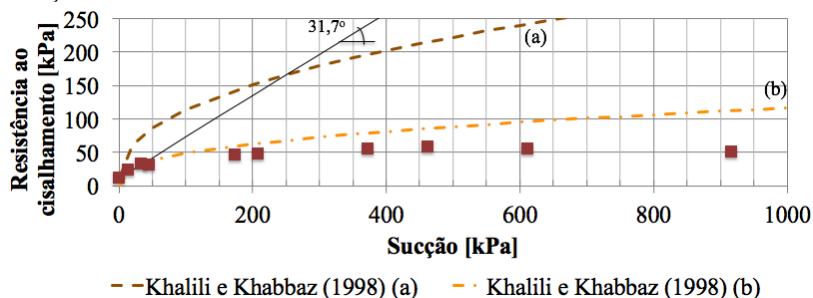 Resistência ao
cisalhamento [kPa]
250
200
150
100
50
0
31,7º
(a)
(b)
0
200
400
600
800
1000
Sucção [kPa]
Khalili e Khabbaz (1998) (a)
Khalili e Khabbaz (1998) (b)